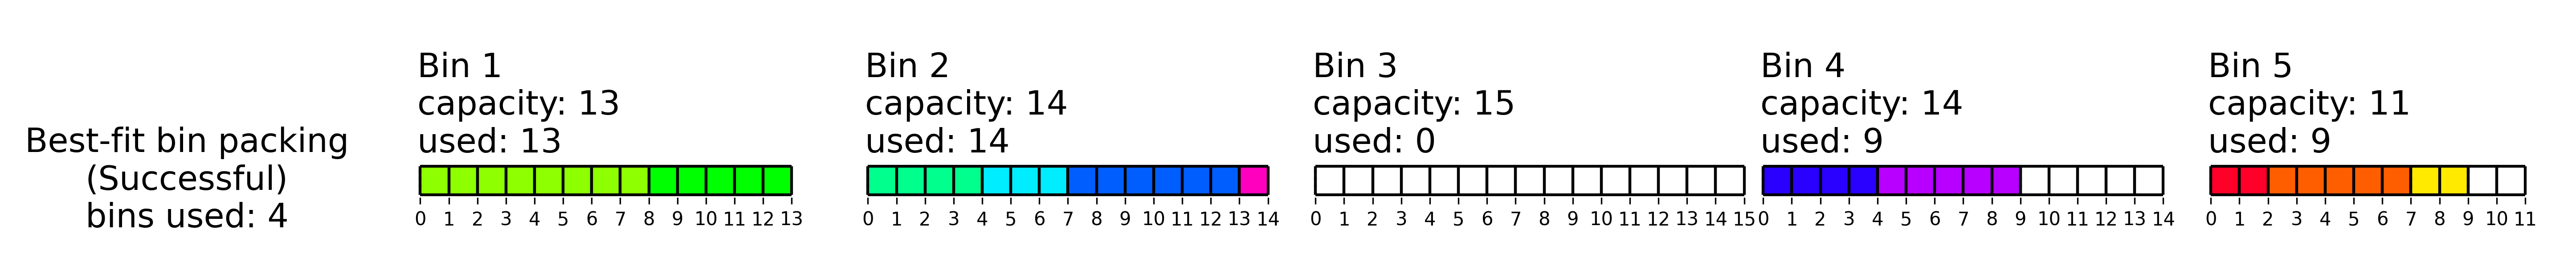 Best-fit bin packing
(Successful)
bins used: 4
Bin 1
capacity: 13
used: 13
0 1 2 3 4 5 6 7 8 9 10 11 12 13
Bin 2
capacity: 14
used: 14
0 1 2 3 4 5 6 7 8 9 10 11 12 13 14
Bin 3
capacity: 15
used: 0
0 1 2 3 4 5 6 7 8 9 10 11 12 13 14 15
Bin 4
capacity: 14
used: 9
0 1 2 3 4 5 6 7 8 9 10 11 12 13 14
Bin 5
capacity: 11
used: 9
0 1 2 3 4 5 6 7 8 9 10 11